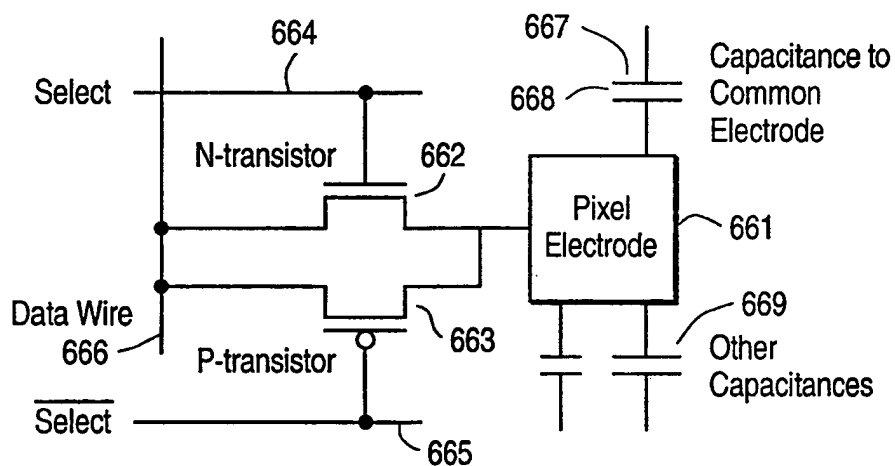 664
Select
N-transistor
662
667
668
Capacitance to
Common
Electrode
Pixel
Electrode
661
Data Wire
666
P-transistor
663
669
Other
Capacitances
S̅e̅l̅e̅c̅t̅
665